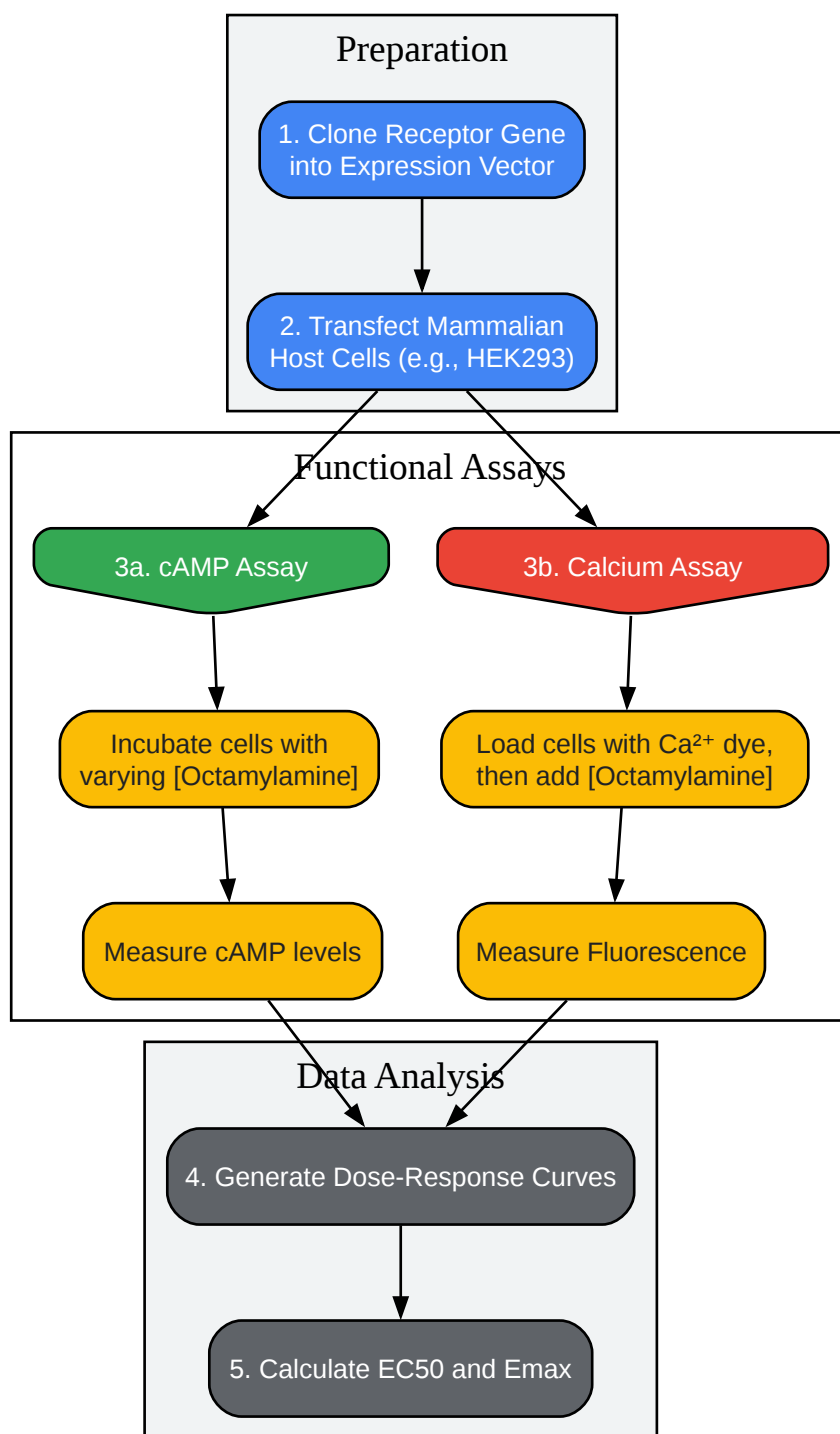 Preparation
1. Clone Receptor Gene
into Expression Vector
2. Transfect Mammalian
Host Cells (e.g., HEK293)
Functional Assays
3a. cAMP Assay
3b. Calcium Assay
Incubate cells with
varying [Octamylamine]
Load cells with Ca²⁺ dye,
then add [Octamylamine]
Measure cAMP levels
Measure Fluorescence
Data Analysis
4. Generate Dose-Response Curves
5. Calculate EC50 and Emax